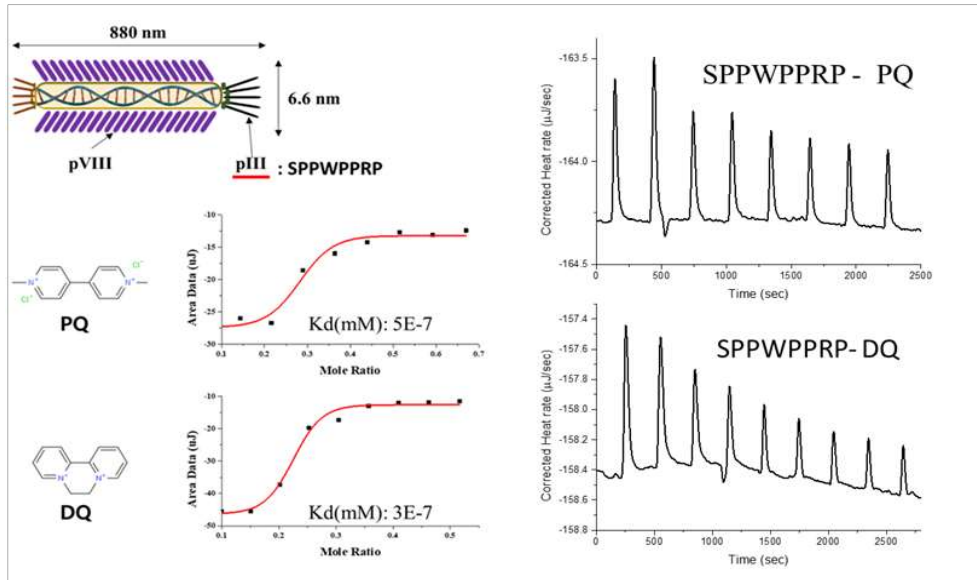 880 nm
6.6 nm
pVIII
pIII : SPPWPPRP
Cl⁻
N⁺
N⁺
Cl⁻
PQ
-10
-15
-20
-25
-30
Area Data (uJ)
Kd(mM): 5E-7
0.1 0.2 0.3 0.4 0.5 0.6 0.7
Mole Ratio
N⁺
N⁺
DQ
-10
-20
-30
-40
-50
Area Data (uJ)
Kd(mM): 3E-7
0.1 0.2 0.3 0.4 0.5
Mole Ratio
SPPWPPRP - PQ
-163.5
-164.0
-164.5
Corrected Heat rate (µJ/sec)
0 500 1000 1500 2000 2500
Time (sec)
SPPWPPRP- DQ
-157.4
-157.6
-157.8
-158.0
-158.2
-158.4
-158.6
-158.8
Corrected Heat rate (µJ/sec)
0 500 1000 1500 2000 2500
Time (sec)